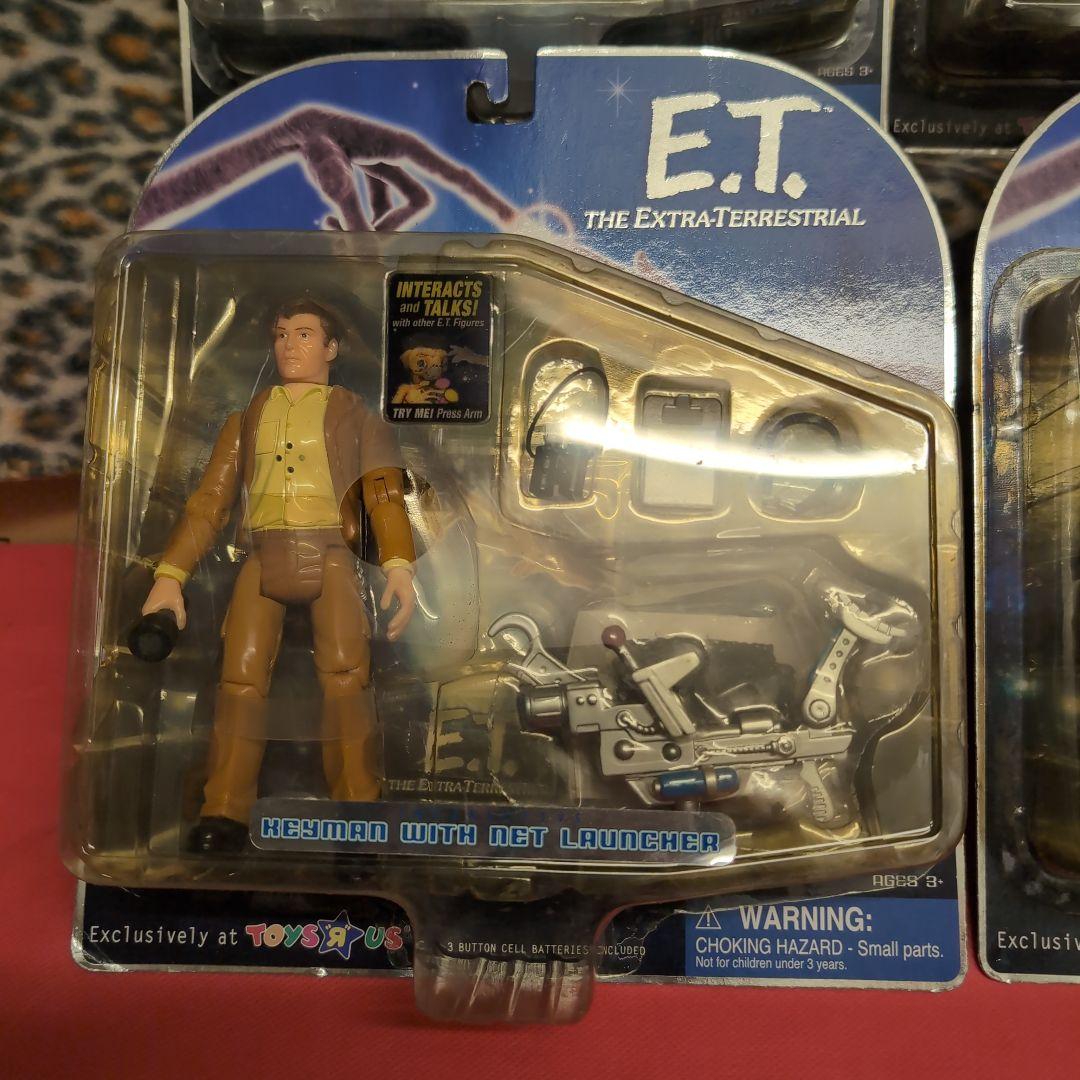 AGES 3+
Exclusively at
E.T.
THE EXTRA-TERRESTRIAL
INTERACTS
and TALKS!
with other E.T. Figures
TRY ME! Press Arm
E.T.
THE EXTRA-TERR
KEYMAN WITH NET LAUNCHER
AGES 3+
Exclusively at TOYS R US
3 BUTTON CELL BATTERIES INCLUDED
WARNING:
CHOKING HAZARD - Small parts.
Not for children under 3 years.
Exclusiv